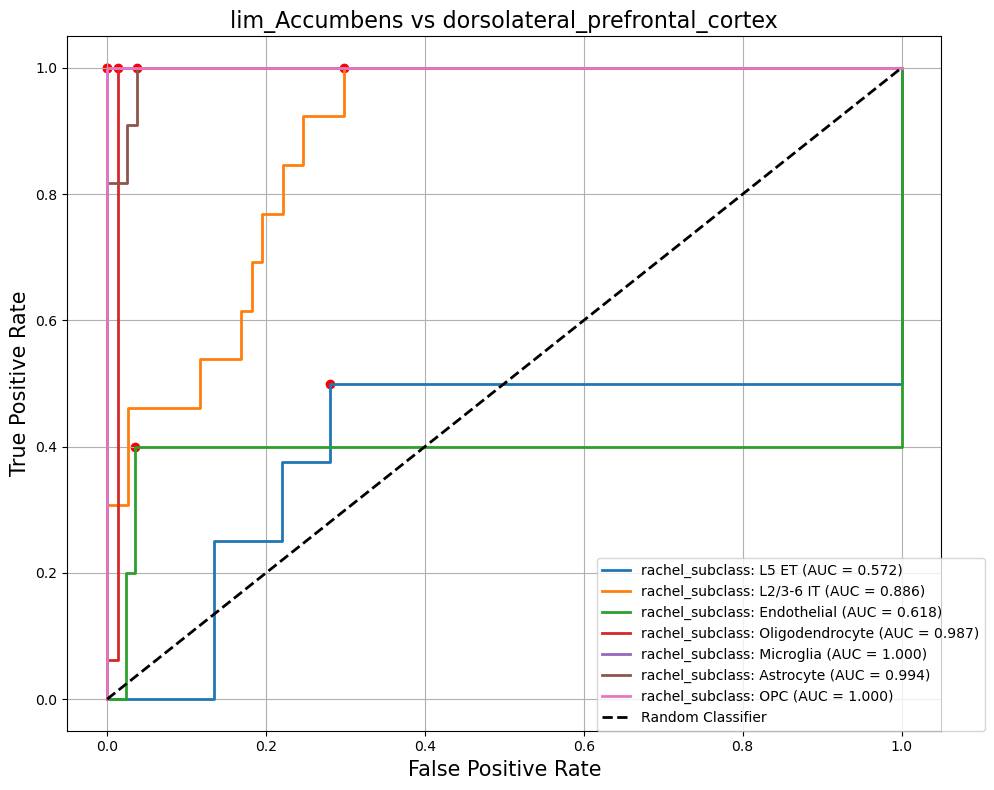 lim_Accumbens vs dorsolateral_prefrontal_cortex
True Positive Rate
1.0
0.8
0.6
0.4
0.2
0.0
rachel_subclass: L5 ET (AUC = 0.572)
rachel_subclass: L2/3-6 IT (AUC = 0.886)
rachel_subclass: Endothelial (AUC = 0.618)
rachel_subclass: Oligodendrocyte (AUC = 0.987)
rachel_subclass: Microglia (AUC = 1.000)
rachel_subclass: Astrocyte (AUC = 0.994)
rachel_subclass: OPC (AUC = 1.000)
Random Classifier
0.0 0.2 0.4 0.6 0.8 1.0
False Positive Rate